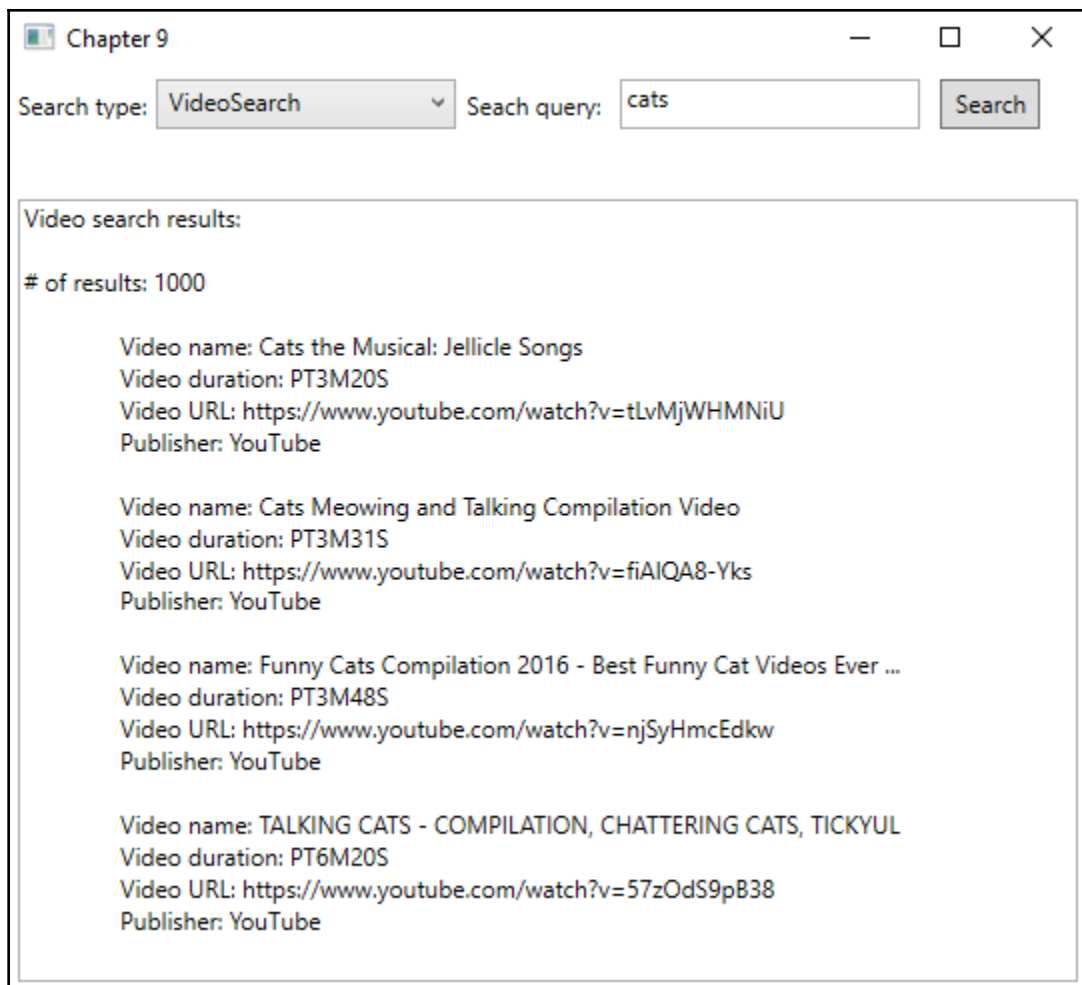 Chapter 9
Search type: VideoSearch Seach query: cats Search
Video search results:
# of results: 1000
Video name: Cats the Musical: Jellicle Songs
Video duration: PT3M20S
Video URL: https://www.youtube.com/watch?v=tLvMjWHMNiU
Publisher: YouTube
Video name: Cats Meowing and Talking Compilation Video
Video duration: PT3M31S
Video URL: https://www.youtube.com/watch?v=fiAlQA8-Yks
Publisher: YouTube
Video name: Funny Cats Compilation 2016 - Best Funny Cat Videos Ever ...
Video duration: PT3M48S
Video URL: https://www.youtube.com/watch?v=njSyHmcEdkw
Publisher: YouTube
Video name: TALKING CATS - COMPILATION, CHATTERING CATS, TICKYUL
Video duration: PT6M20S
Video URL: https://www.youtube.com/watch?v=57zOdS9pB38
Publisher: YouTube